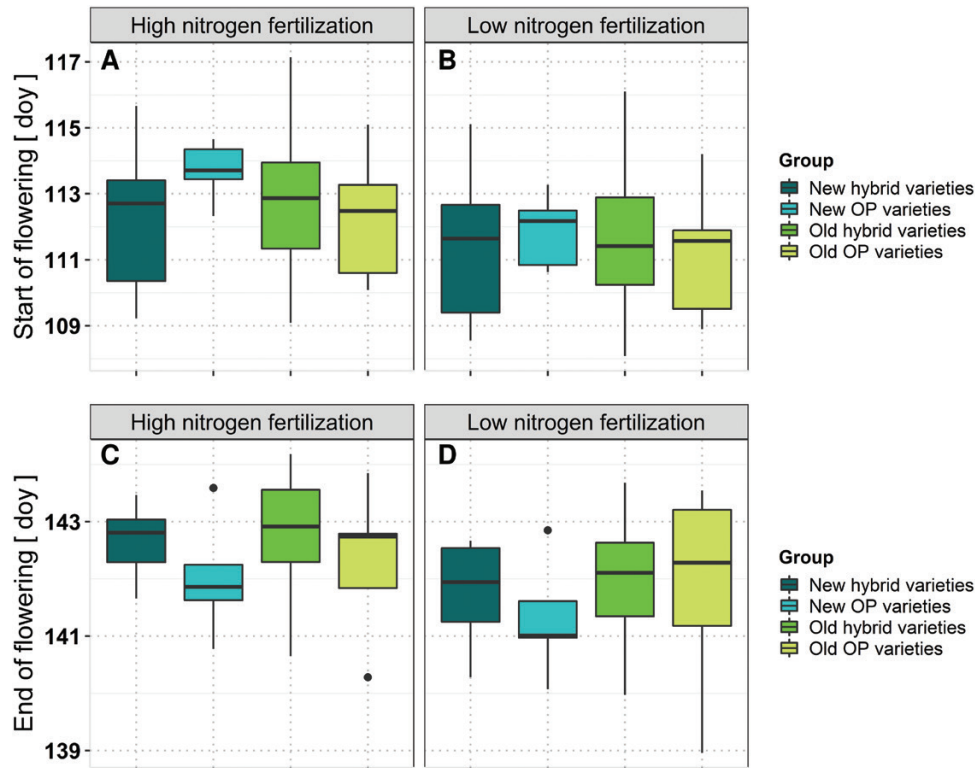 High nitrogen fertilization
Low nitrogen fertilization
A
B
Start of flowering [ doy ]
117
115
113
111
109
Group
New hybrid varieties
New OP varieties
Old hybrid varieties
Old OP varieties
High nitrogen fertilization
Low nitrogen fertilization
C
D
End of flowering [ doy ]
143
141
139
Group
New hybrid varieties
New OP varieties
Old hybrid varieties
Old OP varieties